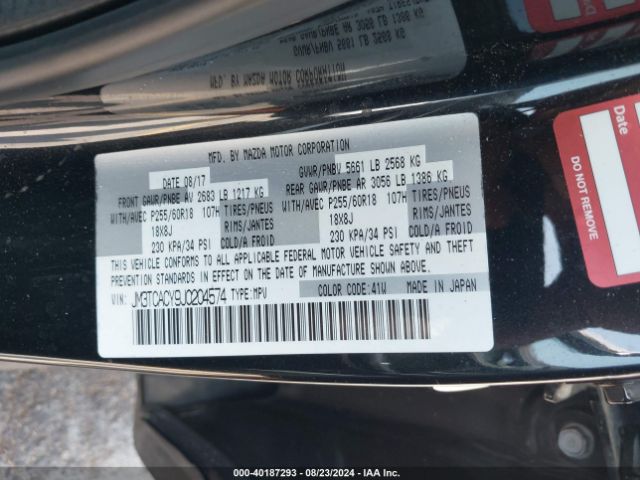 MFD. BY MAZDA MOTOR CORPORATION
DATE 08/17 GVWR/PNBV 5661 LB 2568 KG
FRONT GAWR/PNBE AV 2683 LB 1217 KG REAR GAWR/PNBE AR 3056 LB 1386 KG
WITH/AVEC P255/60R18 107H TIRES/PNEUS WITH/AVEC P255/60R18 107H TIRES/PNEUS
18X8J RIMS/JANTES 18X8J RIMS/JANTES
230 KPA/34 PSI COLD/A FROID 230 KPA/34 PSI COLD/A FROID
THIS VEHICLE CONFORMS TO ALL APPLICABLE FEDERAL MOTOR VEHICLE SAFETY AND THEFT
PREVENTION STANDARDS IN EFFECT ON THE DATE OF MANUFACTURE SHOWN ABOVE.
VIN: JM3TCACY9J0204574 TYPE:MPV COLOR CODE:41W MADE IN JAPAN
Date
DO NOT REMOVE
Date
(
2300-40187293 • 08/23/2024 • IAA Inc.